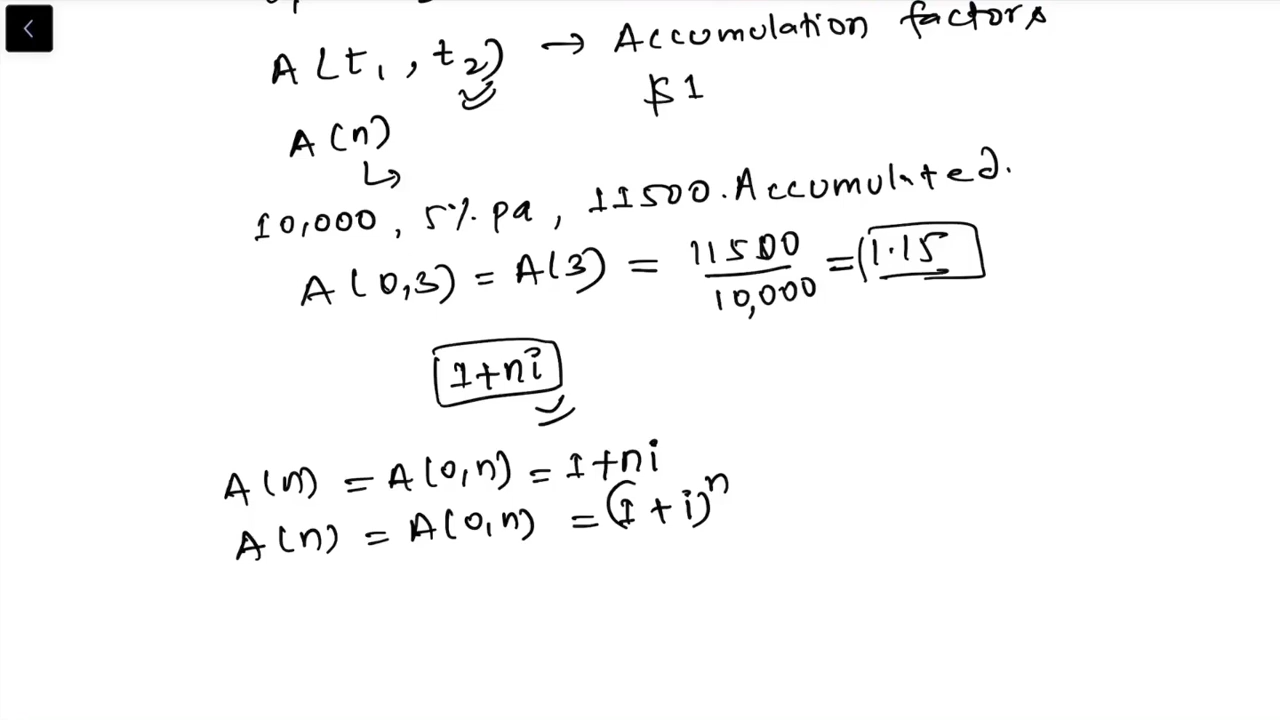 A(t₁, t₂) → Accumulation factors
$1
A(n)
↳
10,000, 5% pa, 11500. Accumulated.
A(0,3) = A(3) = 11500/10,000 = 1.15
1+ni
A(n) = A(0,n) = 1+ni
A(n) = A(0,n) = (1+i)ⁿ